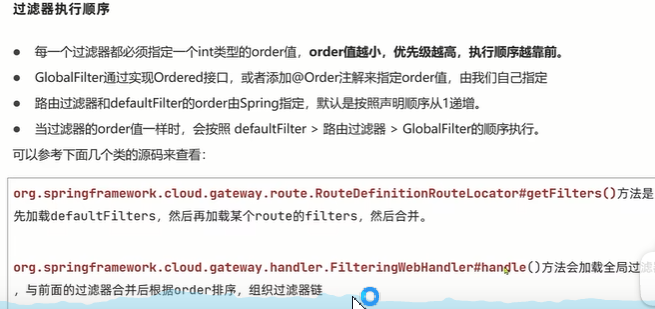 过滤器执行顺序
● 每一个过滤器都必须指定一个int类型的order值，order值越小，优先级越高，执行顺序越靠前。
● GlobalFilter通过实现Ordered接口，或者添加@Order注解来指定order值，由我们自己指定
● 路由过滤器和defaultFilter的order由Spring指定，默认是按照声明顺序从1递增。
● 当过滤器的order值一样时，会按照 defaultFilter > 路由过滤器 > GlobalFilter的顺序执行。
可以参考下面几个类的源码来查看：
org.springframework.cloud.gateway.route.RouteDefinitionRouteLocator#getFilters()方法是
先加载defaultFilters，然后再加载某个route的filters，然后合并。
org.springframework.cloud.gateway.handler.FilteringWebHandler#handle()方法会加载全局过滤
，与前面的过滤器合并后根据order排序，组织过滤器链